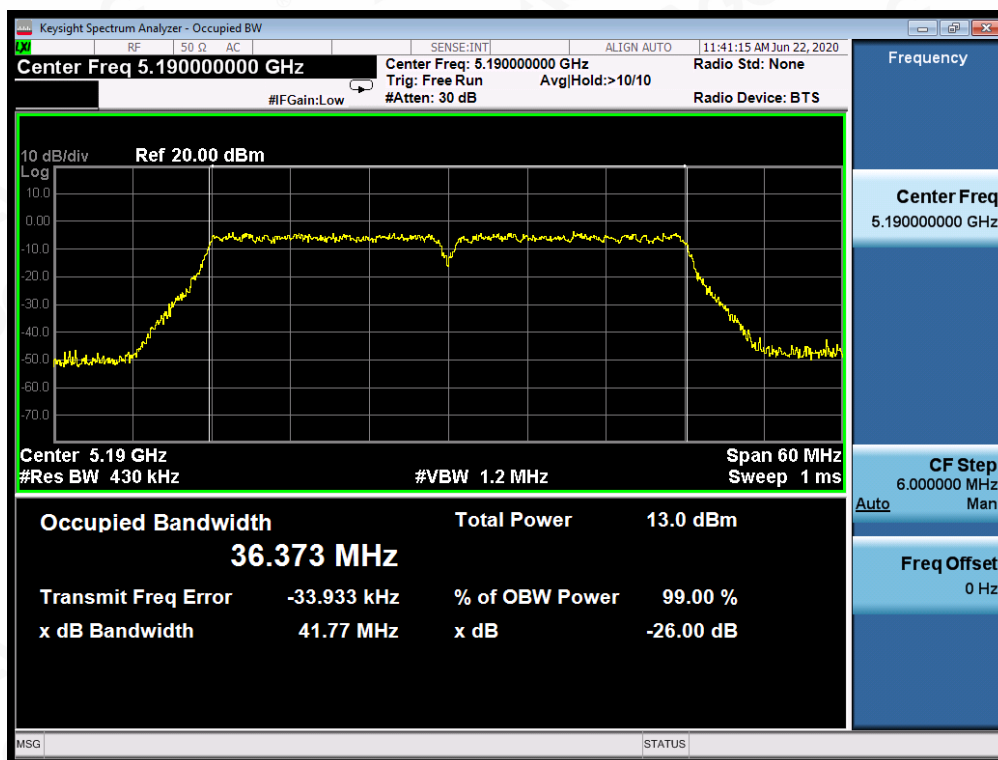 Keysight Spectrum Analyzer - Occupied BW
LXI RF 50 Ω AC SENSE:INT ALIGN AUTO 11:41:15 AM Jun 22, 2020
Center Freq 5.190000000 GHz
Center Freq: 5.190000000 GHz
Radio Std: None
Trig: Free Run Avg|Hold:>10/10
#IFGain:Low
#Atten: 30 dB
Radio Device: BTS
10 dB/div Ref 20.00 dBm
Log
10.0
0.00
-10.0
-20.0
-30.0
-40.0
-50.0
-60.0
-70.0
Center 5.19 GHz Span 60 MHz
#Res BW 430 kHz #VBW 1.2 MHz Sweep 1 ms
Occupied Bandwidth Total Power 13.0 dBm
36.373 MHz
Transmit Freq Error -33.933 kHz % of OBW Power 99.00 %
x dB Bandwidth 41.77 MHz x dB -26.00 dB
MSG STATUS
Frequency
Center Freq
5.190000000 GHz
CF Step
6.000000 MHz
Auto Man
Freq Offset
0 Hz